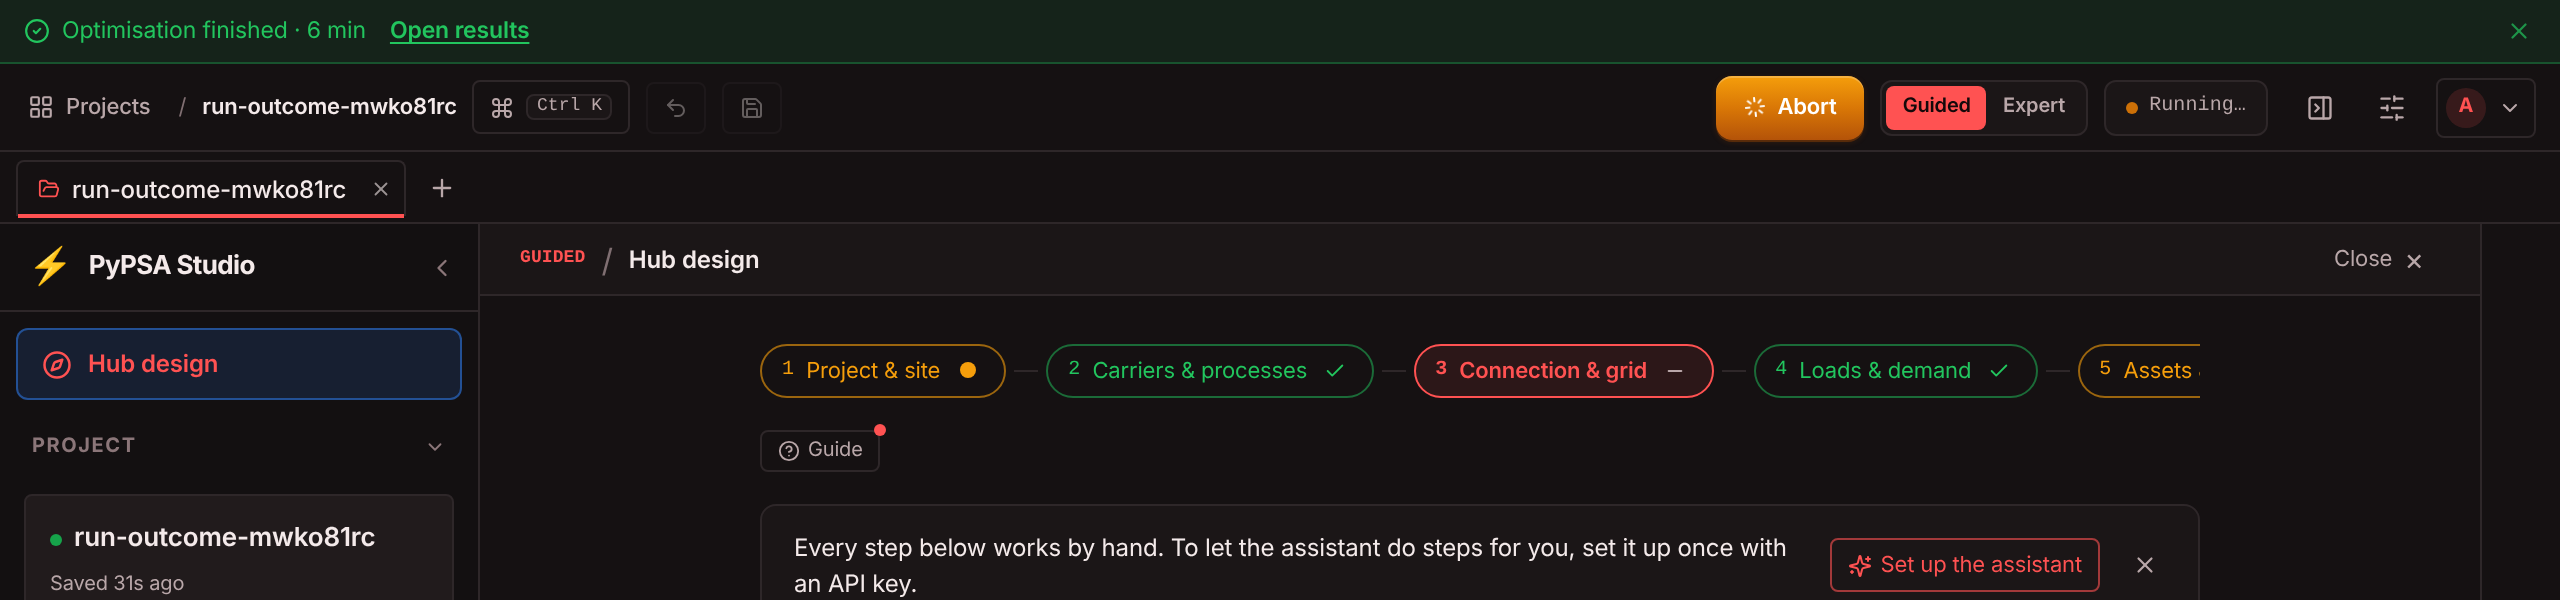 Optimisation finished · 6 min Open results
Projects / run-outcome-mwko81rc Ctrl K Abort Guided Expert Running… A
run-outcome-mwko81rc
PyPSA Studio
GUIDED / Hub design Close
Hub design
1 Project & site 2 Carriers & processes 3 Connection & grid 4 Loads & demand 5 Assets
PROJECT
Guide
run-outcome-mwko81rc
Saved 31s ago
Every step below works by hand. To let the assistant do steps for you, set it up once with
an API key.
Set up the assistant